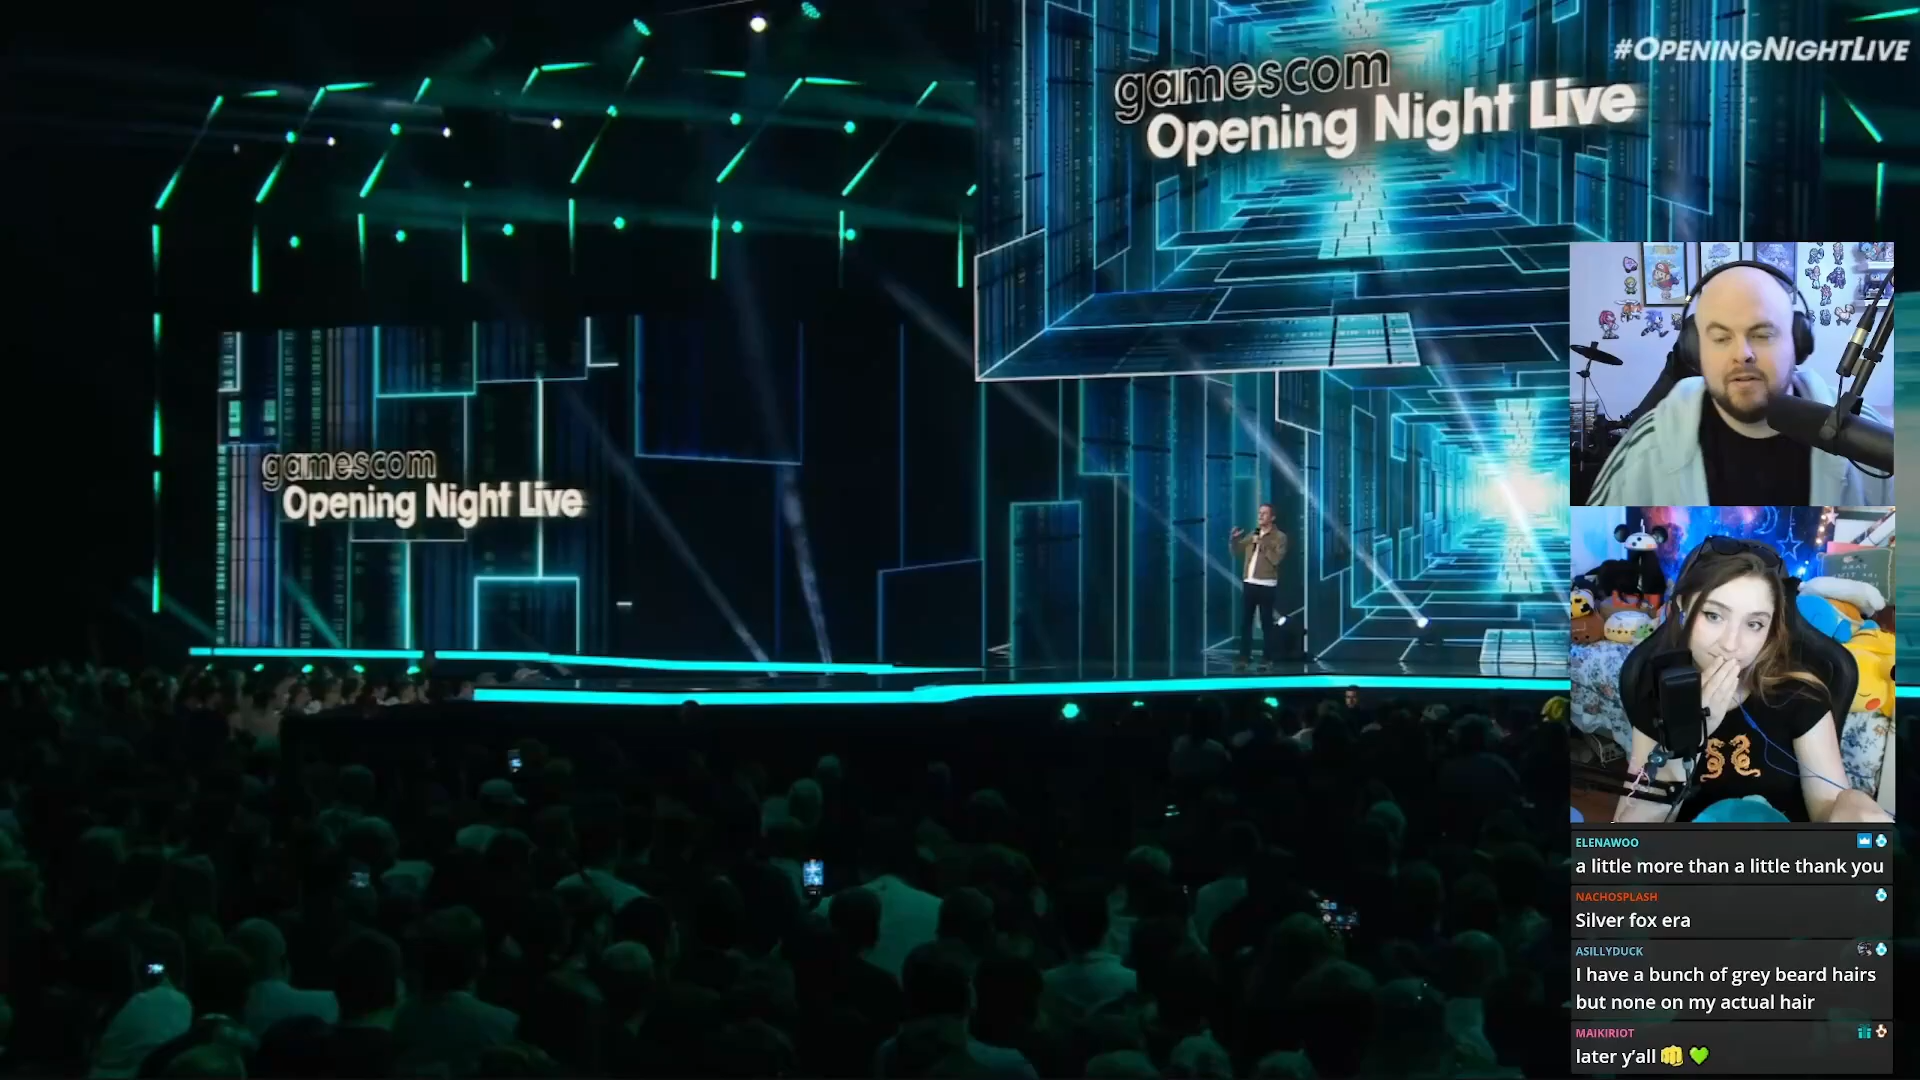 #OPENINGNIGHTLIVE
gamescom
Opening Night Live
gamescom
Opening Night Live
ELENAWOO
a little more than a little thank you
NACHOSPLASH
Silver fox era
ASILLYDUCK
I have a bunch of grey beard hairs
but none on my actual hair
MAIKIRIOT
later y'all 👊 💚